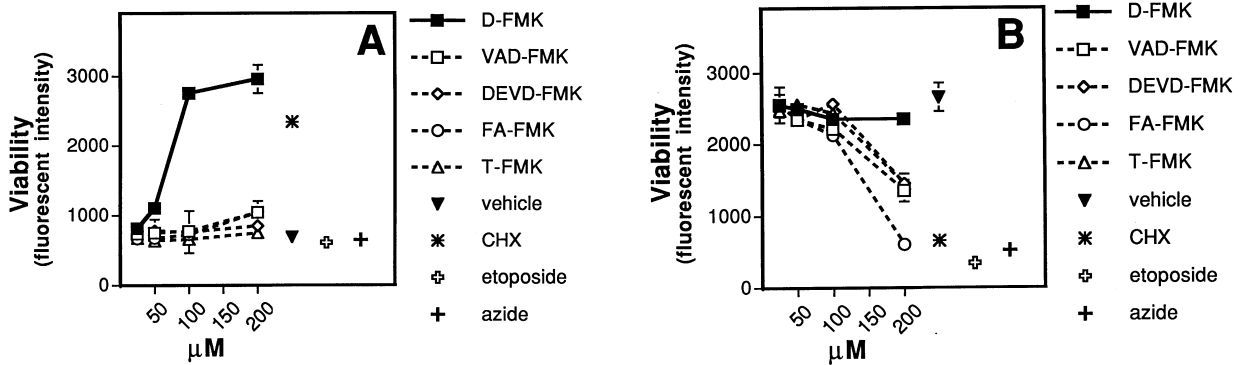 A
Viability
(fluorescent intensity)
3000
2000
1000
0
50
100
150
200
µM
D-FMK
VAD-FMK
DEVD-FMK
FA-FMK
T-FMK
vehicle
CHX
etoposide
azide
B
Viability
(fluorescent intensity)
3000
2000
1000
0
50
100
150
200
µM
D-FMK
VAD-FMK
DEVD-FMK
FA-FMK
T-FMK
vehicle
CHX
etoposide
azide